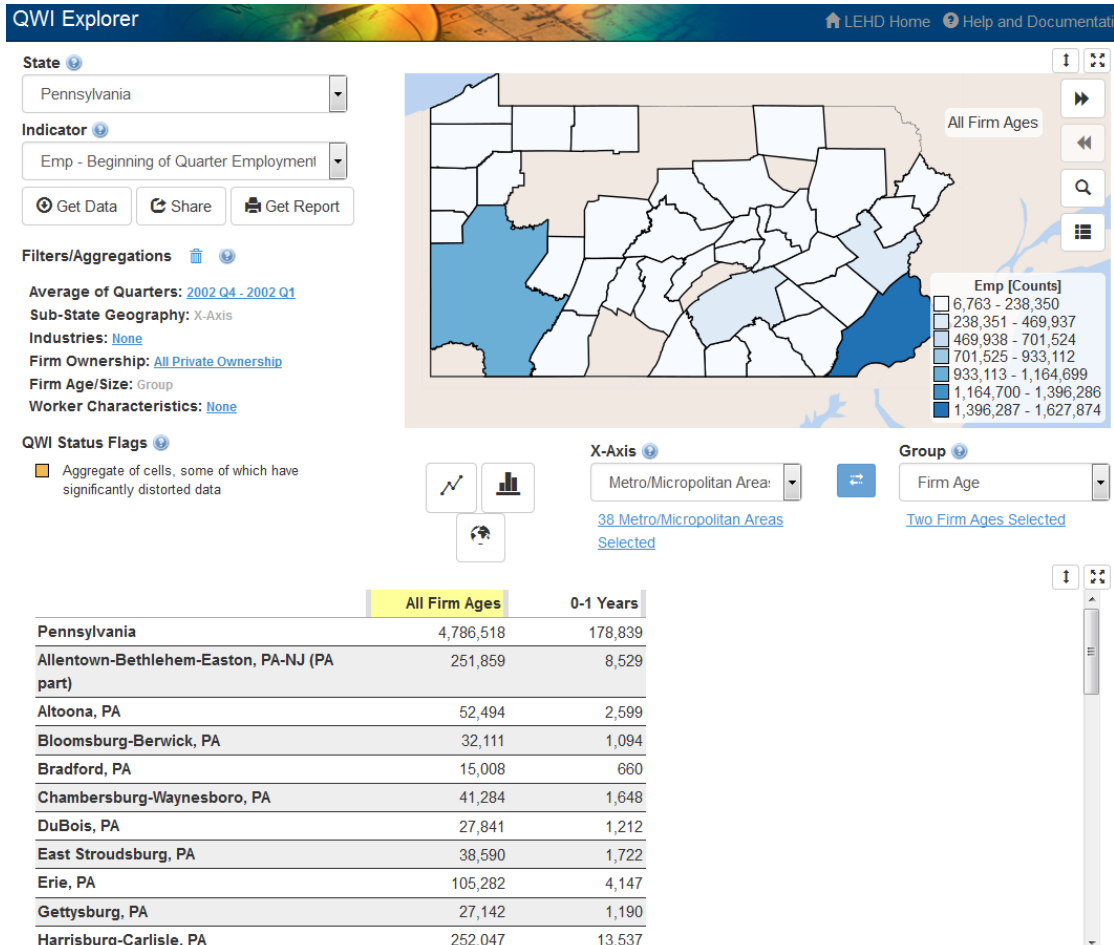 QWI Explorer
LEHD Home Help and Documentati
State
Pennsylvania
Indicator
Emp - Beginning of Quarter Employment
Get Data Share Get Report
Filters/Aggregations
Average of Quarters: 2002 Q4 - 2002 Q1
Sub-State Geography: X-Axis
Industries: None
Firm Ownership: All Private Ownership
Firm Age/Size: Group
Worker Characteristics: None
QWI Status Flags
Aggregate of cells, some of which have
significantly distorted data
All Firm Ages
Emp [Counts]
6,763 - 238,350
238,351 - 469,937
469,938 - 701,524
701,525 - 933,112
933,113 - 1,164,699
1,164,700 - 1,396,286
1,396,287 - 1,627,874
X-Axis
Metro/Micropolitan Area
38 Metro/Micropolitan Areas
Selected
Group
Firm Age
Two Firm Ages Selected
All Firm Ages 0-1 Years
Pennsylvania 4,786,518 178,839
Allentown-Bethlehem-Easton, PA-NJ (PA
part) 251,859 8,529
Altoona, PA 52,494 2,599
Bloomsburg-Berwick, PA 32,111 1,094
Bradford, PA 15,008 660
Chambersburg-Waynesboro, PA 41,284 1,648
DuBois, PA 27,841 1,212
East Stroudsburg, PA 38,590 1,722
Erie, PA 105,282 4,147
Gettysburg, PA 27,142 1,190
Harrisburg-Carlisle, PA 252,047 13,537